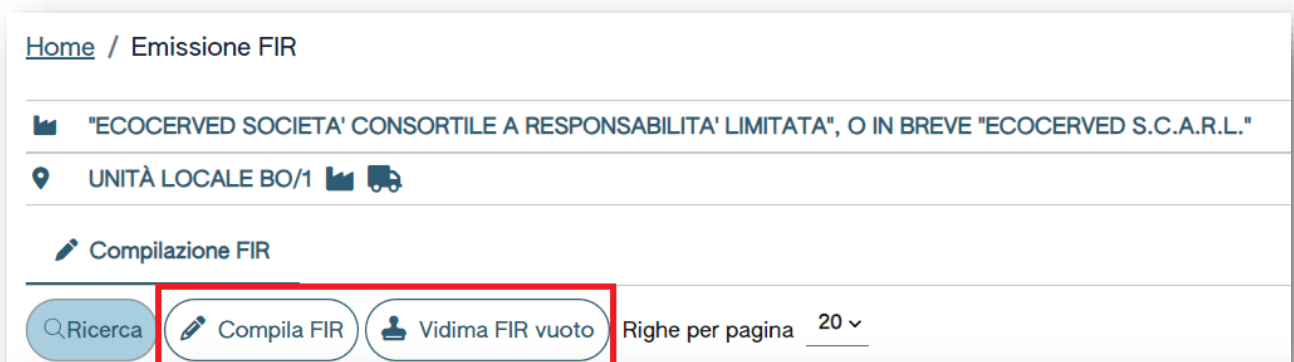 Home / Emissione FIR
"ECOCERVED SOCIETA' CONSORTILE A RESPONSABILITA' LIMITATA", O IN BREVE "ECOCERVED S.C.A.R.L."
UNITÀ LOCALE BO/1
Compilazione FIR
Ricerca Compila FIR Vidima FIR vuoto Righe per pagina 20